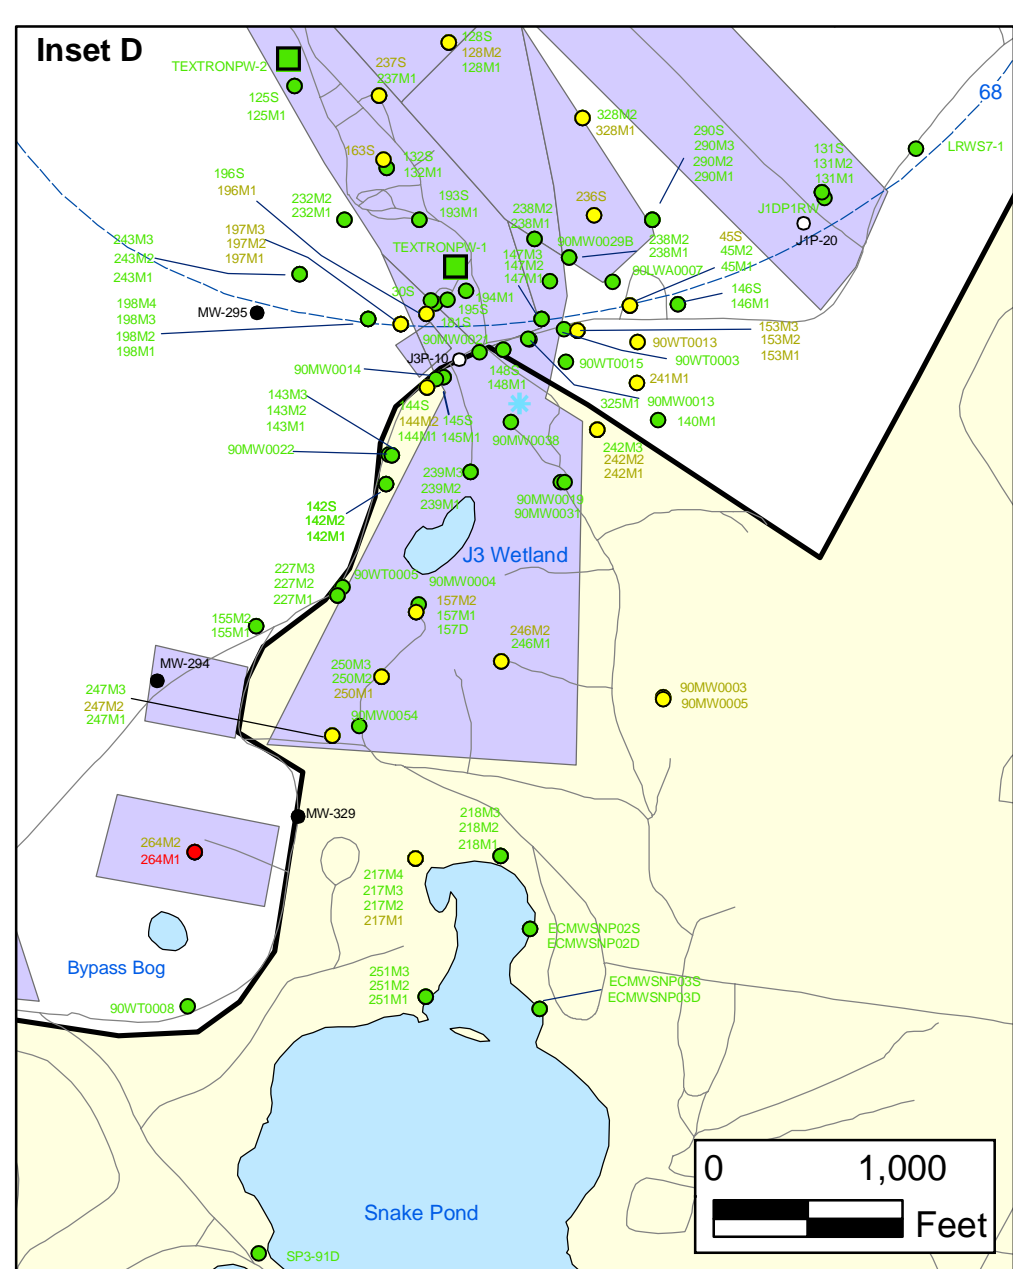 Inset D
TEXTRONPW-2
128S
128M2
128M1
237S
237M1
125S
125M1
68
328M2
328M1
290S
290M3
290M2
290M1
LRWS7-1
131S
131M2
131M1
163S
132S
132M1
196S
196M1
232M2
232M1
193S
193M1
238M2
238M1
236S
J1DP1RW
J1P-20
197M3
197M2
197M1
243M3
243M2
243M1
TEXTRONPW-1
90MW0029B
238M2
238M1
45S
45M2
45M1
147M3
147M2
147M1
90LWA0007
146S
146M1
198M4
198M3
198M2
198M1
MW-295
30S
194M1
195S
181S
90MW0021
153M3
153M2
153M1
90WT0013
90WT0003
90WT0015
J3P-10
90MW0014
148S
148M1
241M1
325M1
90MW0013
140M1
143M3
143M2
143M1
144S
144M2
144M1
145S
145M1
90MW0038
90MW0022
242M3
242M2
242M1
239M3
239M2
239M1
90MW0019
90MW0031
142S
142M2
142M1
J3 Wetland
227M3
227M2
227M1
90WT0005
90MW0004
157M2
157M1
157D
155M2
155M1
246M2
246M1
MW-294
250M3
250M2
250M1
90MW0003
90MW0005
247M3
247M2
247M1
90MW0054
MW-329
218M3
218M2
218M1
264M2
264M1
217M4
217M3
217M2
217M1
ECMWSNP02S
ECMWSNP02D
Bypass Bog
251M3
251M2
251M1
ECMWSNP03S
ECMWSNP03D
90WT0008
0 1,000
Feet
Snake Pond
SP3-91D